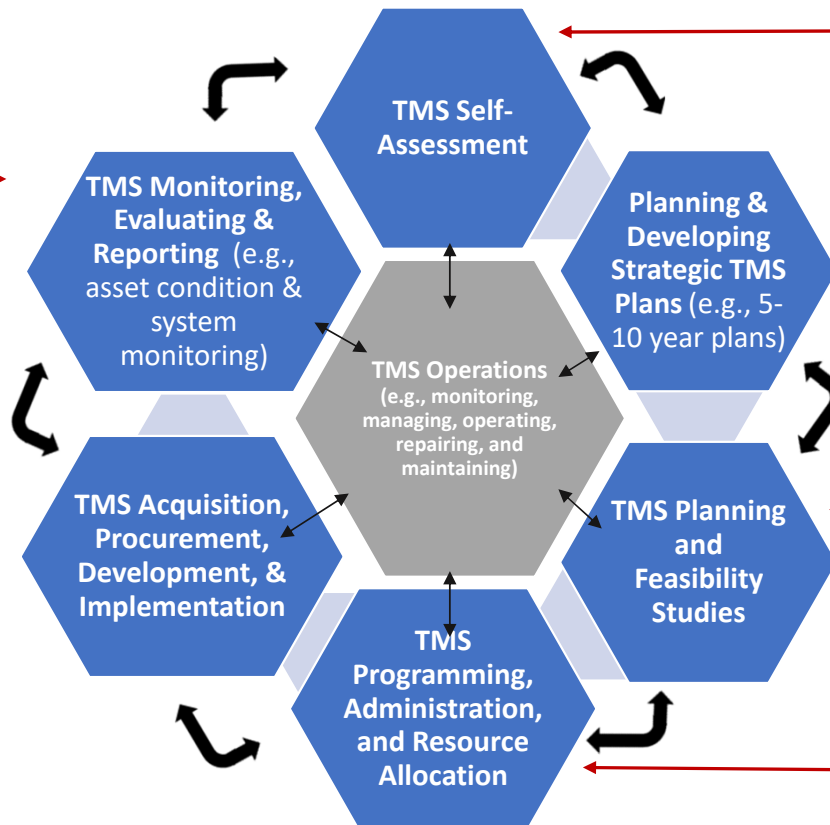 TMS Self-
Assessment
TMS Monitoring,
Evaluating &
Reporting (e.g.,
asset condition &
system
monitoring)
Planning &
Developing
Strategic TMS
Plans (e.g., 5-
10 year plans)
TMS Operations
(e.g., monitoring,
managing, operating,
repairing, and
maintaining)
TMS Acquisition,
Procurement,
Development, &
Implementation
TMS Planning
and
Feasibility
Studies
TMS
Programming,
Administration,
and Resource
Allocation